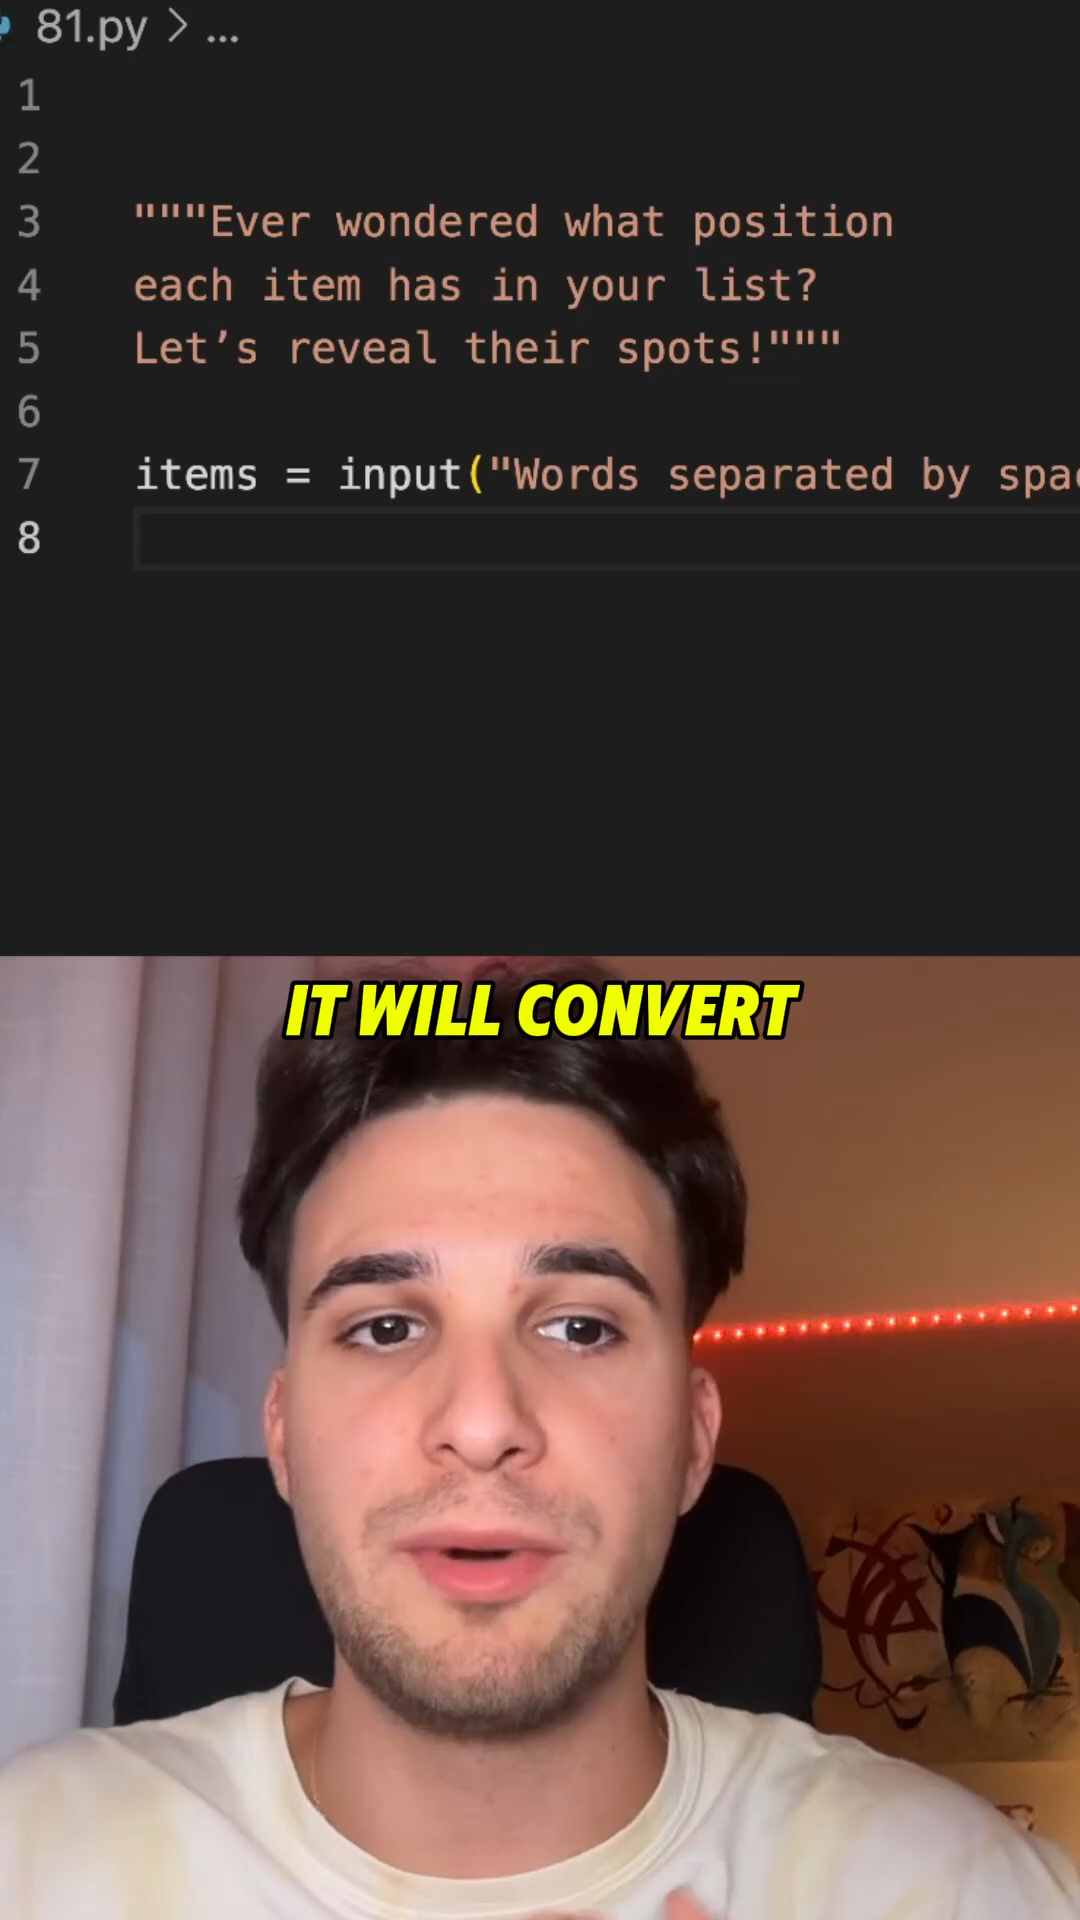 81.py > ...
1
2
3 """Ever wondered what position
4 each item has in your list?
5 Let’s reveal their spots!"""
6
7 items = input("Words separated by spac
8
IT WILL CONVERT